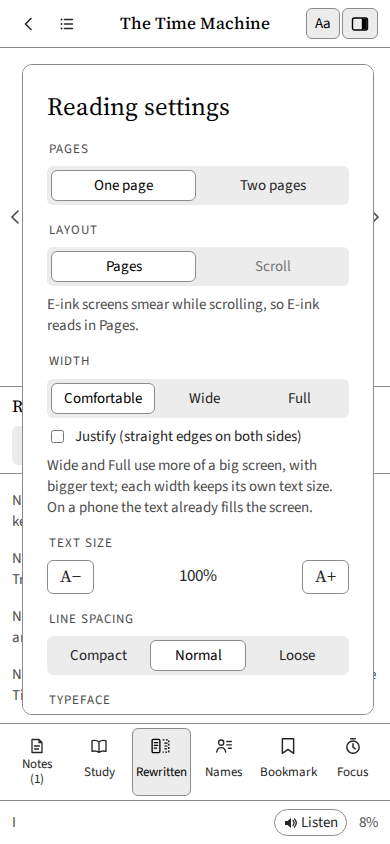 The Time Machine
Aa
Reading settings
PAGES
One page
Two pages
LAYOUT
Pages
Scroll
E-ink screens smear while scrolling, so E-ink
reads in Pages.
WIDTH
Comfortable
Wide
Full
Justify (straight edges on both sides)
Wide and Full use more of a big screen, with
bigger text; each width keeps its own text size.
On a phone the text already fills the screen.
TEXT SIZE
A−
100%
A+
LINE SPACING
Compact
Normal
Loose
TYPEFACE
Notes
(1)
Study
Rewritten
Names
Bookmark
Focus
I
Listen
8%